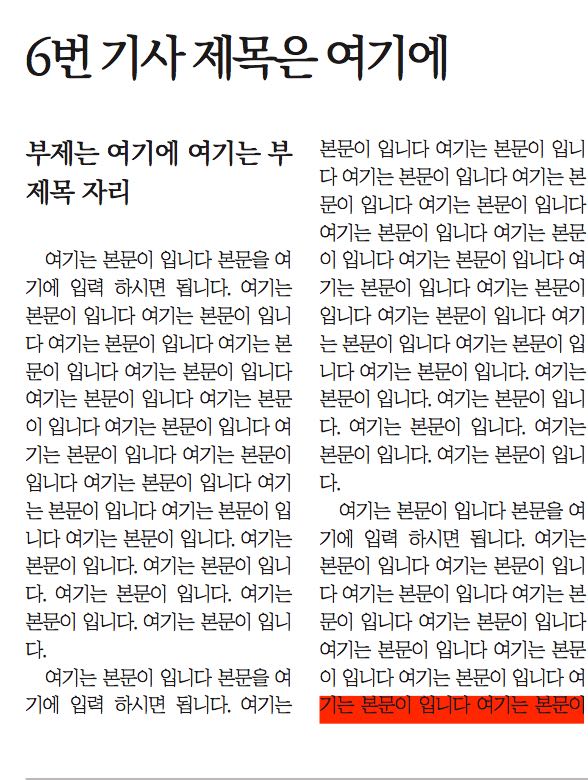 6번 기사 제목은 여기에
부제는 여기에 여기는 부
제목 자리
여기는 본문이 입니다 본문을 여
기에 입력 하시면 됩니다. 여기는
본문이 입니다 여기는 본문이 입니
다 여기는 본문이 입니다 여기는 본
문이 입니다 여기는 본문이 입니다
여기는 본문이 입니다 여기는 본문
이 입니다 여기는 본문이 입니다 여
기는 본문이 입니다 여기는 본문이
입니다 여기는 본문이 입니다 여기
는 본문이 입니다 여기는 본문이 입
니다 여기는 본문이 입니다. 여기는
본문이 입니다. 여기는 본문이 입니
다. 여기는 본문이 입니다. 여기는
본문이 입니다. 여기는 본문이 입니
다.
여기는 본문이 입니다 본문을 여
기에 입력 하시면 됩니다. 여기는
본문이 입니다 여기는 본문이 입니
다 여기는 본문이 입니다 여기는 본
문이 입니다 여기는 본문이 입니다
여기는 본문이 입니다 여기는 본문
이 입니다 여기는 본문이 입니다 여
기는 본문이 입니다 여기는 본문이
입니다 여기는 본문이 입니다 여기
는 본문이 입니다 여기는 본문이 입
니다 여기는 본문이 입니다. 여기는
본문이 입니다. 여기는 본문이 입니
다. 여기는 본문이 입니다. 여기는
본문이 입니다. 여기는 본문이 입니
다.
여기는 본문이 입니다 본문을 여
기에 입력 하시면 됩니다. 여기는
본문이 입니다 여기는 본문이 입니
다 여기는 본문이 입니다 여기는 본
문이 입니다 여기는 본문이 입니다
여기는 본문이 입니다 여기는 본문
이 입니다 여기는 본문이 입니다 여
기는 본문이 입니다 여기는 본문이